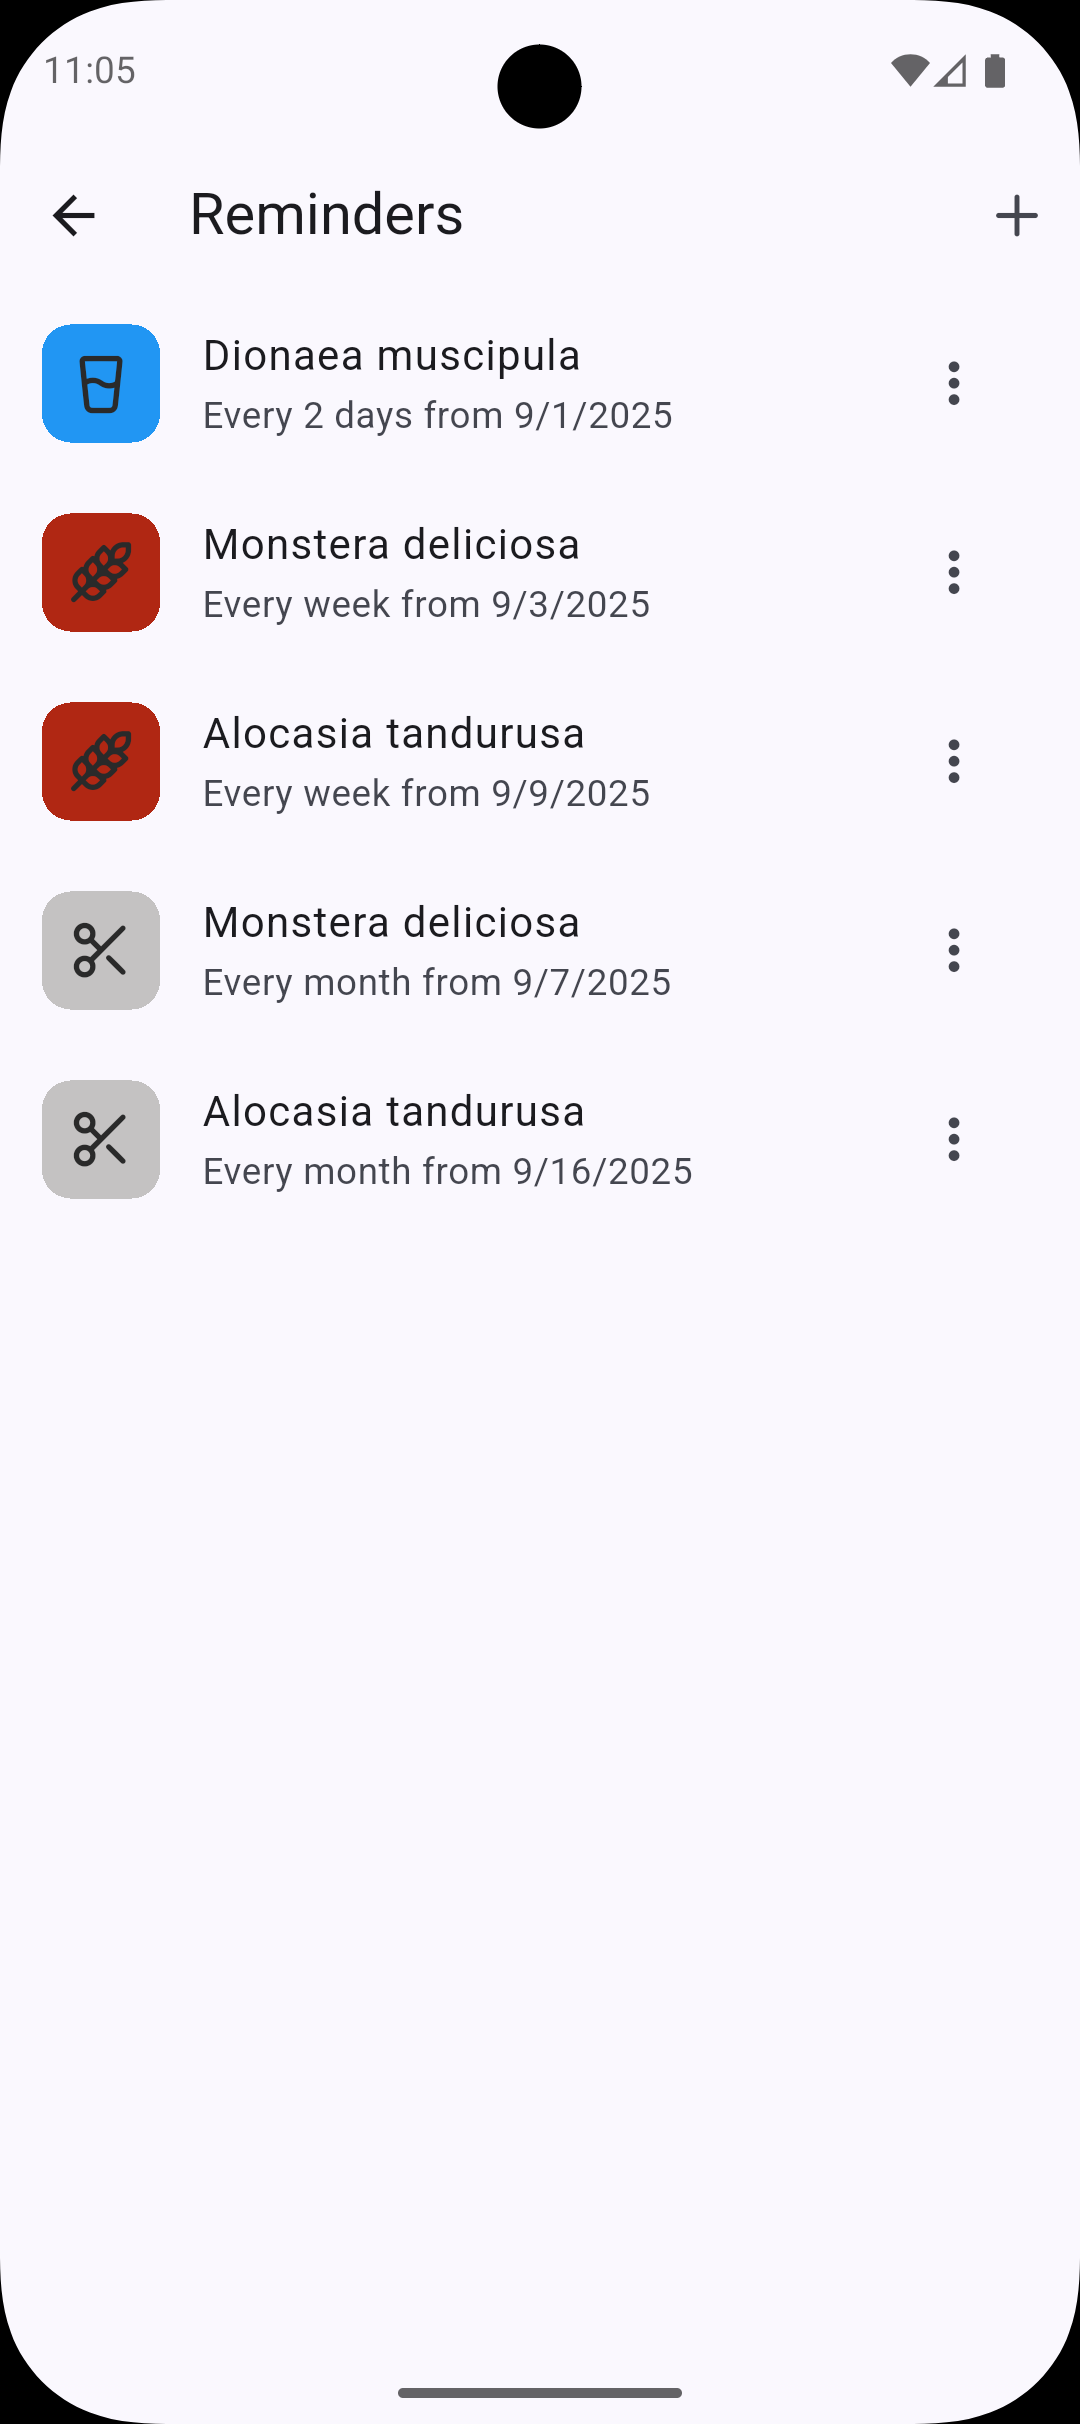 11:05
Reminders
Dionaea muscipula
Every 2 days from 9/1/2025
Monstera deliciosa
Every week from 9/3/2025
Alocasia tandurusa
Every week from 9/9/2025
Monstera deliciosa
Every month from 9/7/2025
Alocasia tandurusa
Every month from 9/16/2025